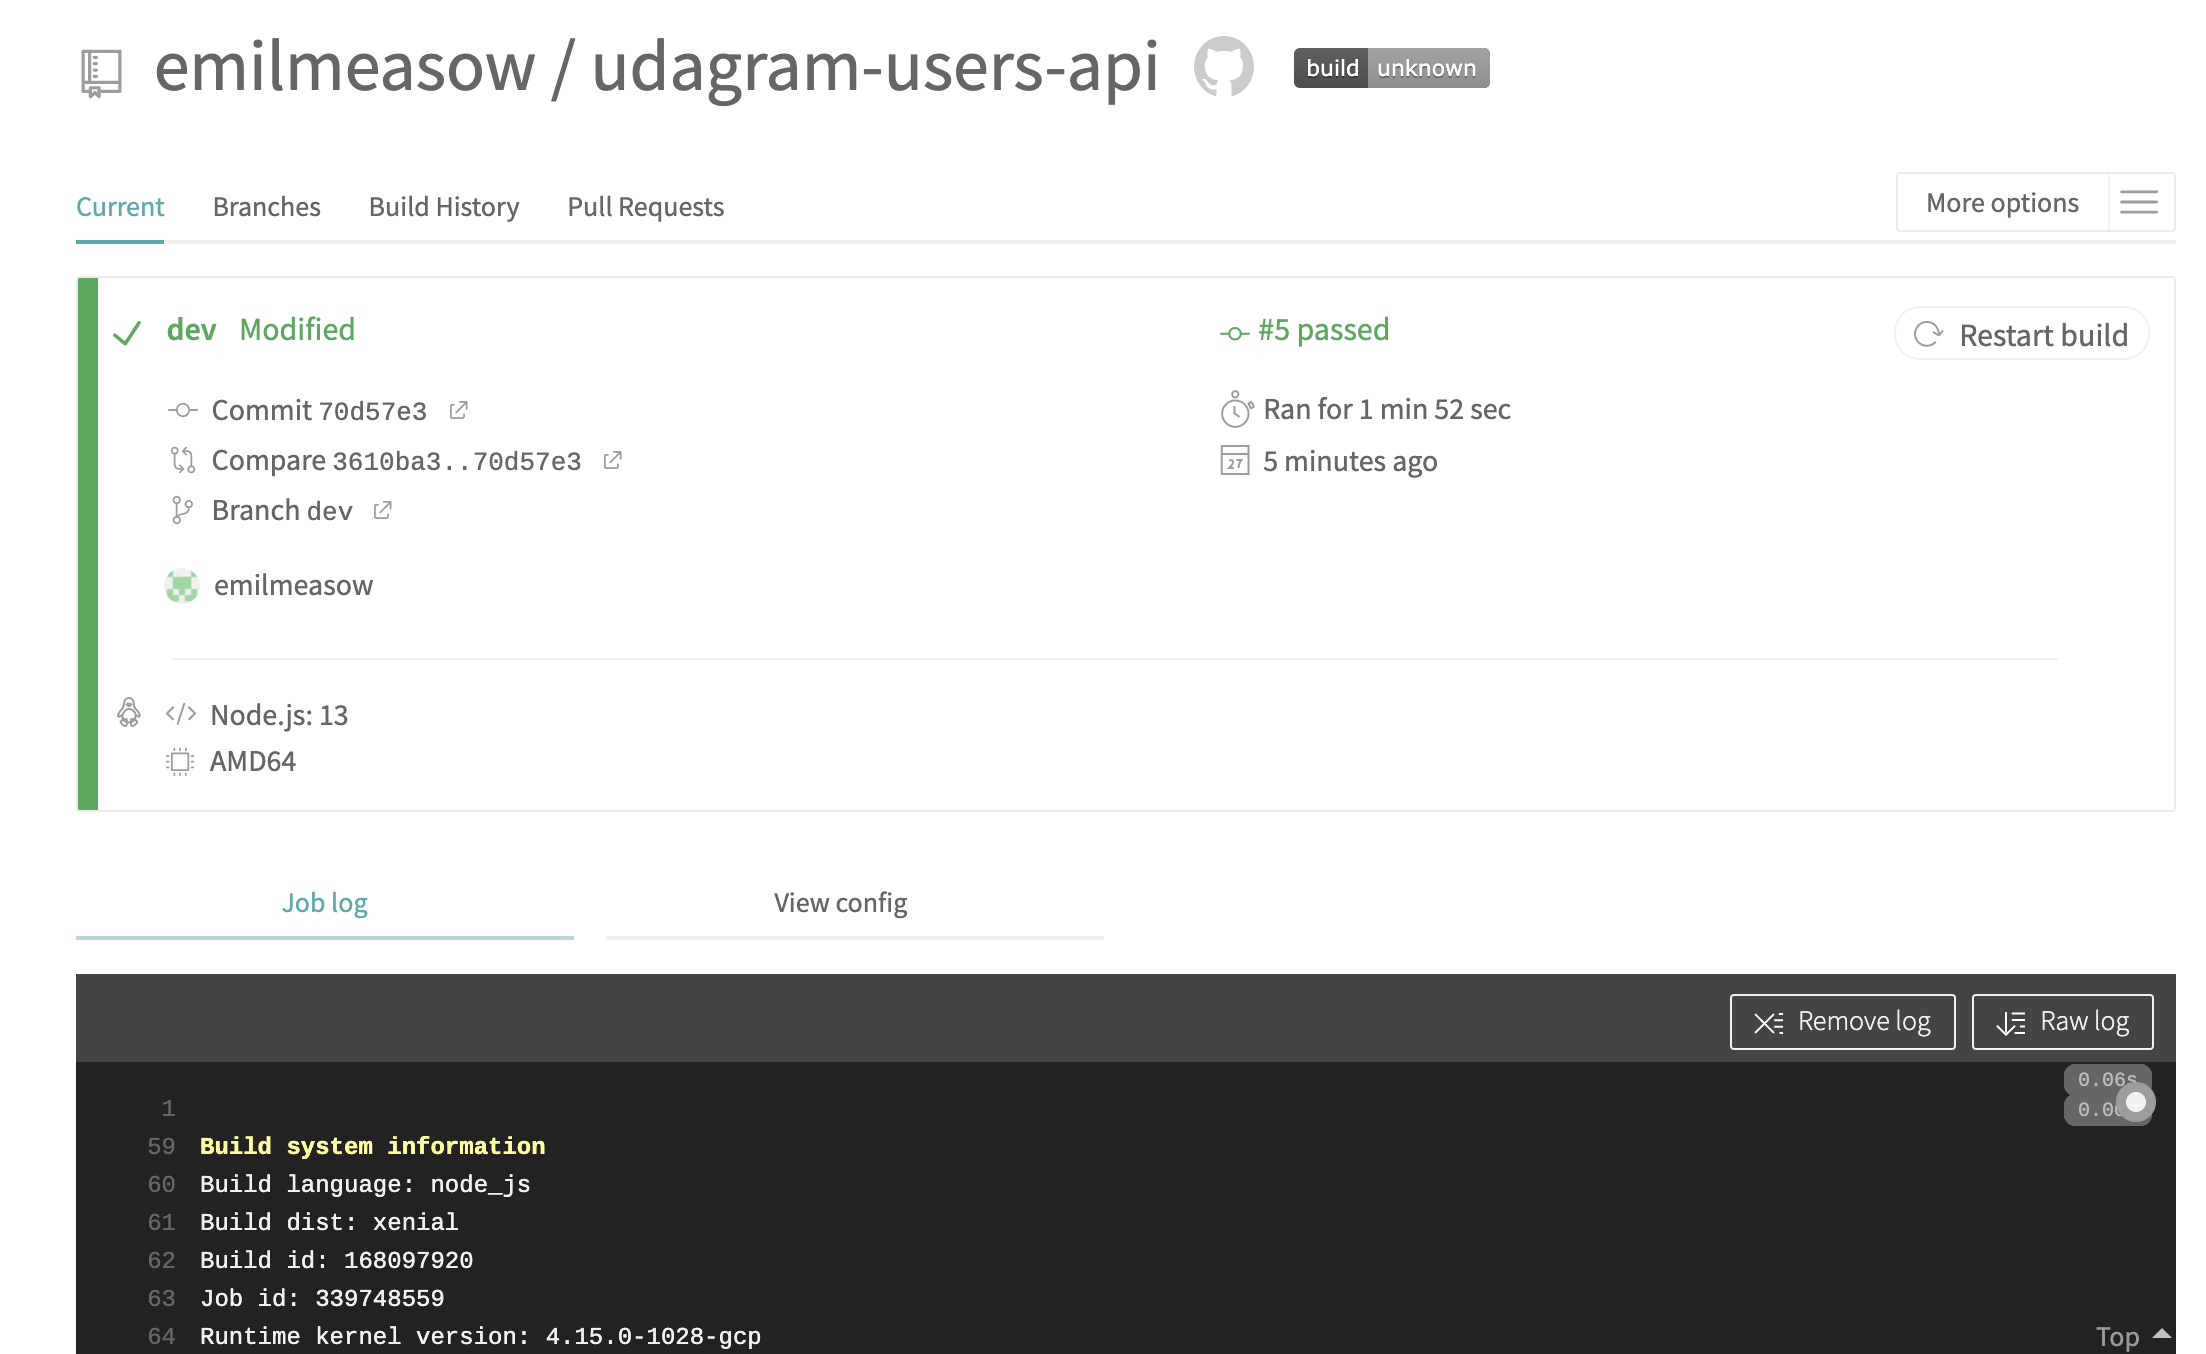 emilmeasow / udagram-users-api build unknown
Current Branches Build History Pull Requests More options
dev Modified #5 passed Restart build
Commit 70d57e3 Ran for 1 min 52 sec
Compare 3610ba3..70d57e3 5 minutes ago
27
Branch dev
emilmeasow
Node.js: 13
AMD64
Job log View config
Remove log Raw log
0.06s
1
59 Build system information
60 Build language: node_js
61 Build dist: xenial
62 Build id: 168097920
63 Job id: 339748559
64 Runtime kernel version: 4.15.0-1028-gcp
Top